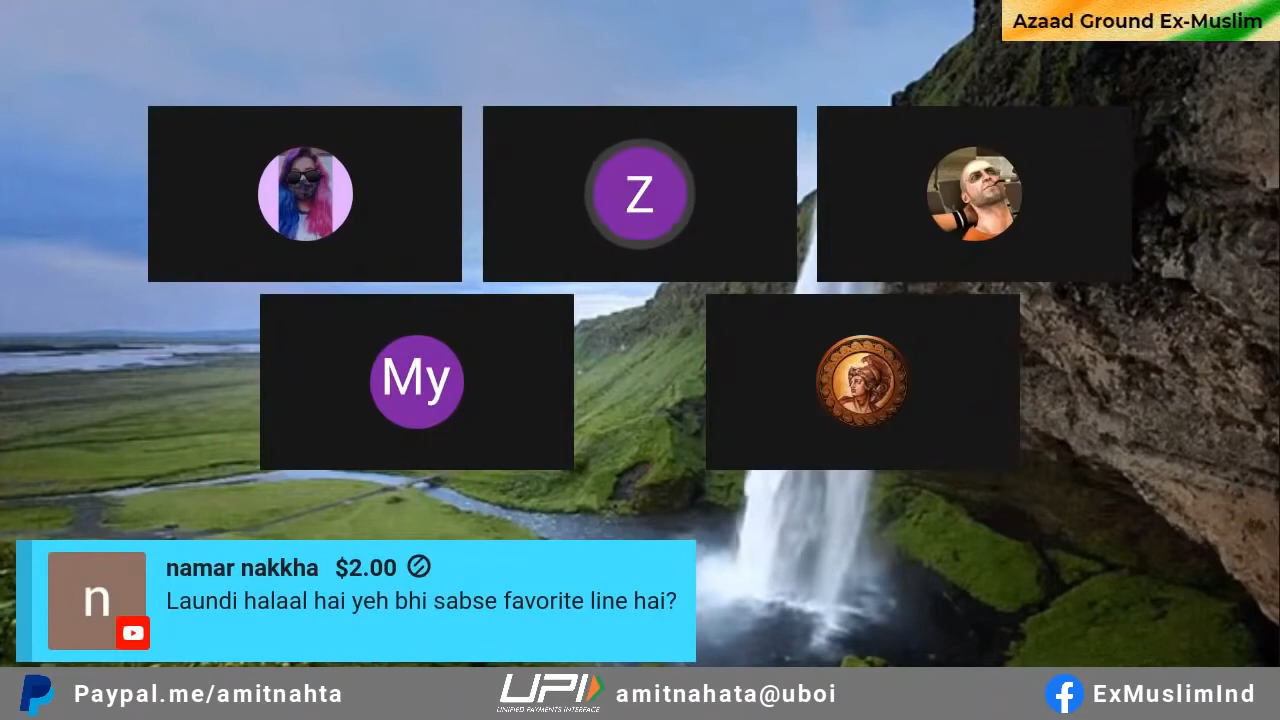 Azaad Ground Ex-Muslim
Z
My
n
namar nakkha $2.00
Laundi halaal hai yeh bhi sabse favorite line hai?
Paypal.me/amitnahta
UPI
UNIFIED PAYMENTS INTERFACE
amitnahata@uboi
ExMuslimInd